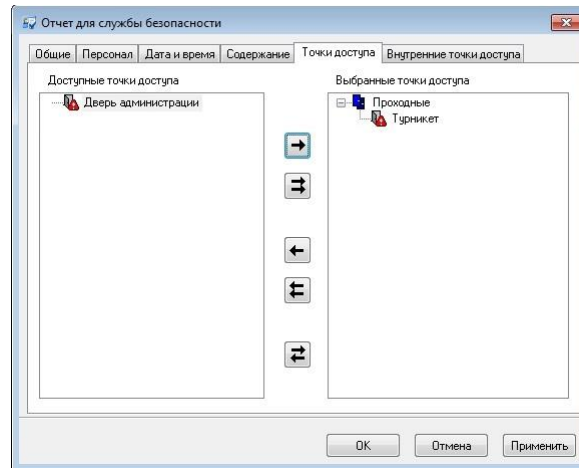 Отчет для службы безопасности
Общие Персонал Дата и время Содержание Точки доступа Внутренние точки доступа
Доступные точки доступа Выбранные точки доступа
Дверь администрации Проходные
Турникет
OK Отмена Применить